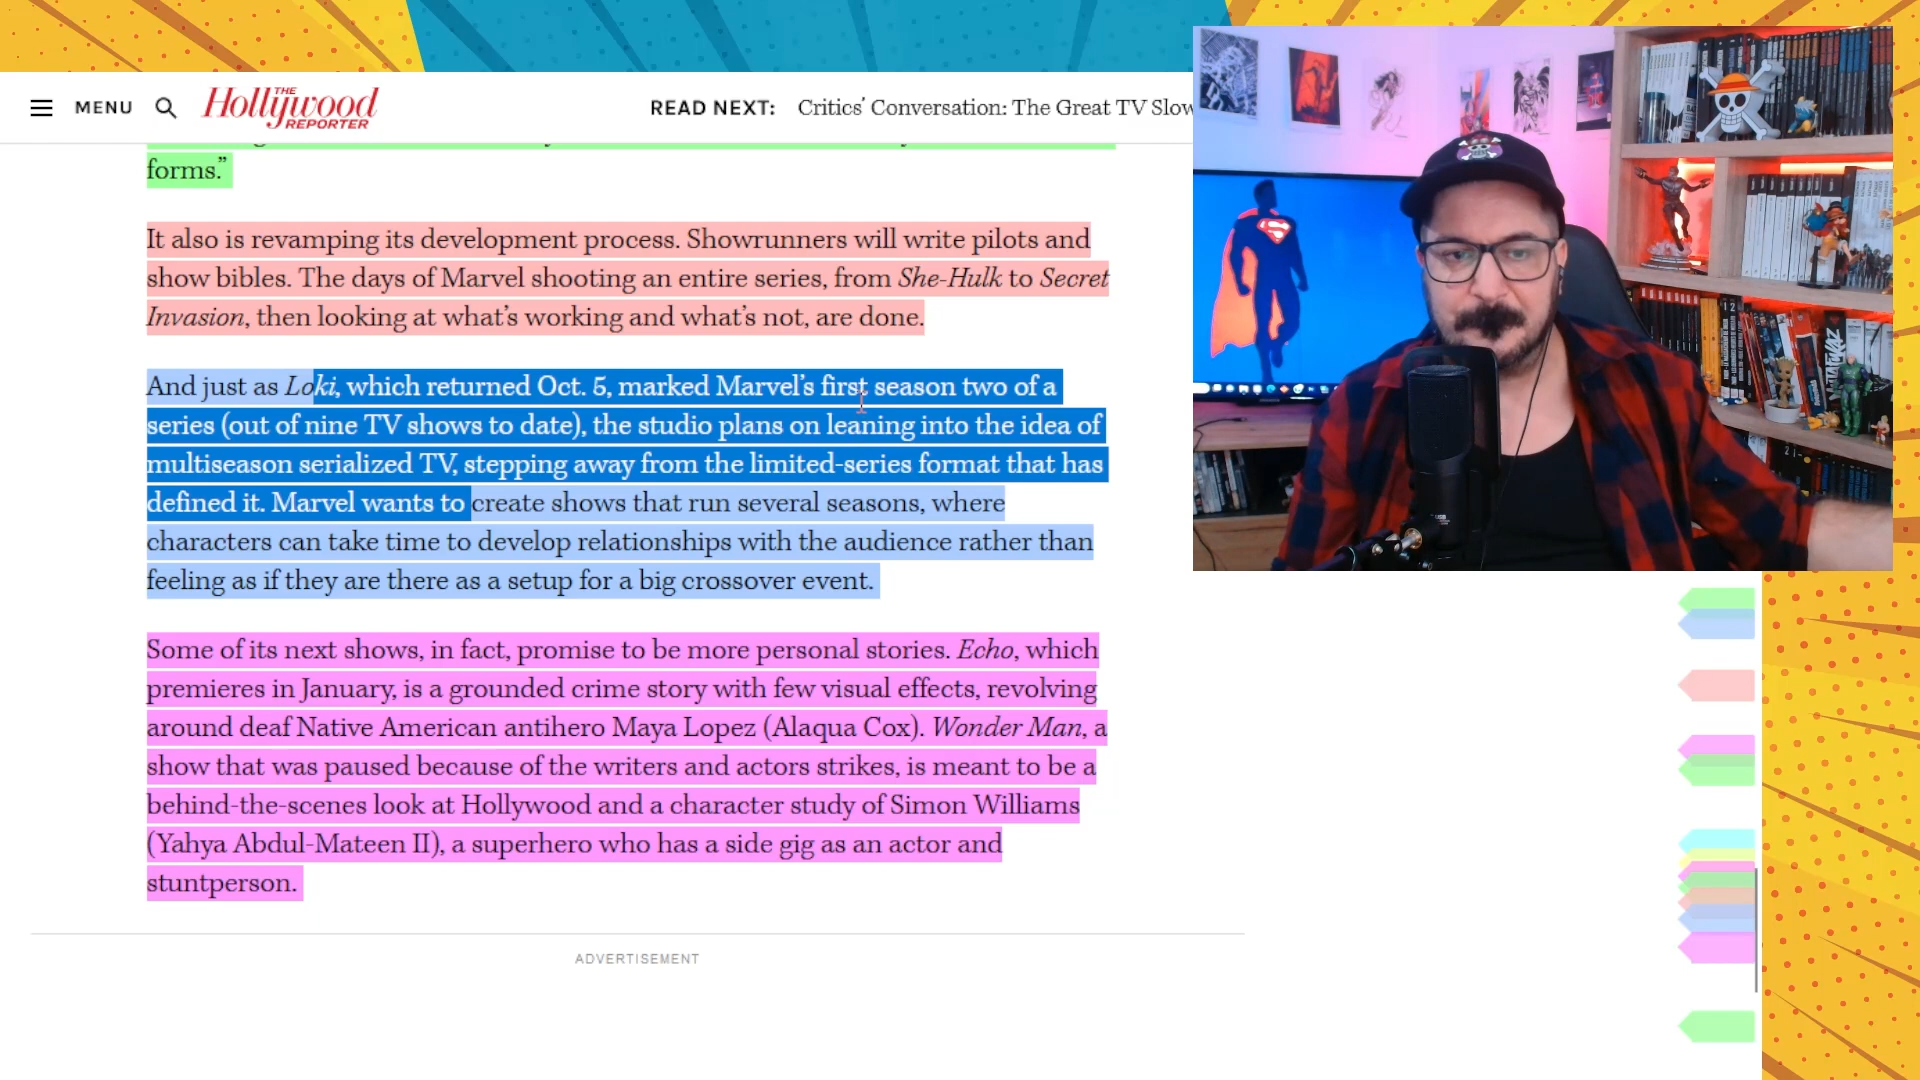 MENU
THE
Hollywood
REPORTER
READ NEXT: Critics' Conversation: The Great TV Slow
forms.”
It also is revamping its development process. Showrunners will write pilots and
show bibles. The days of Marvel shooting an entire series, from She-Hulk to Secret
Invasion, then looking at what’s working and what’s not, are done.
And just as Loki, which returned Oct. 5, marked Marvel’s first season two of a
series (out of nine TV shows to date), the studio plans on leaning into the idea of
multiseason serialized TV, stepping away from the limited-series format that has
defined it. Marvel wants to create shows that run several seasons, where
characters can take time to develop relationships with the audience rather than
feeling as if they are there as a setup for a big crossover event.
Some of its next shows, in fact, promise to be more personal stories. Echo, which
premieres in January, is a grounded crime story with few visual effects, revolving
around deaf Native American antihero Maya Lopez (Alaqua Cox). Wonder Man, a
show that was paused because of the writers and actors strikes, is meant to be a
behind-the-scenes look at Hollywood and a character study of Simon Williams
(Yahya Abdul-Mateen II), a superhero who has a side gig as an actor and
stuntperson.
ADVERTISEMENT